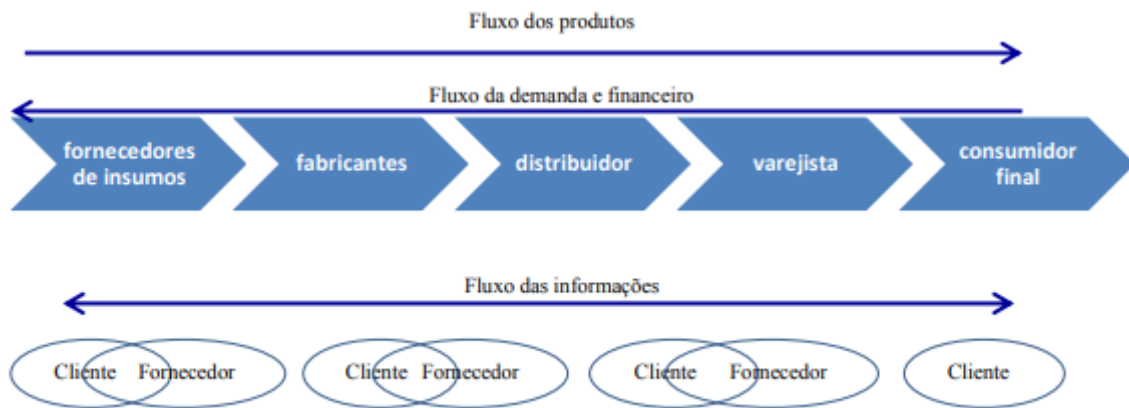 Fluxo dos produtos
Fluxo da demanda e financeiro
fornecedores
de insumos
fabricantes
distribuidor
varejista
consumidor
final
Fluxo das informações
Cliente
Fornecedor
Cliente
Fornecedor
Cliente
Fornecedor
Cliente